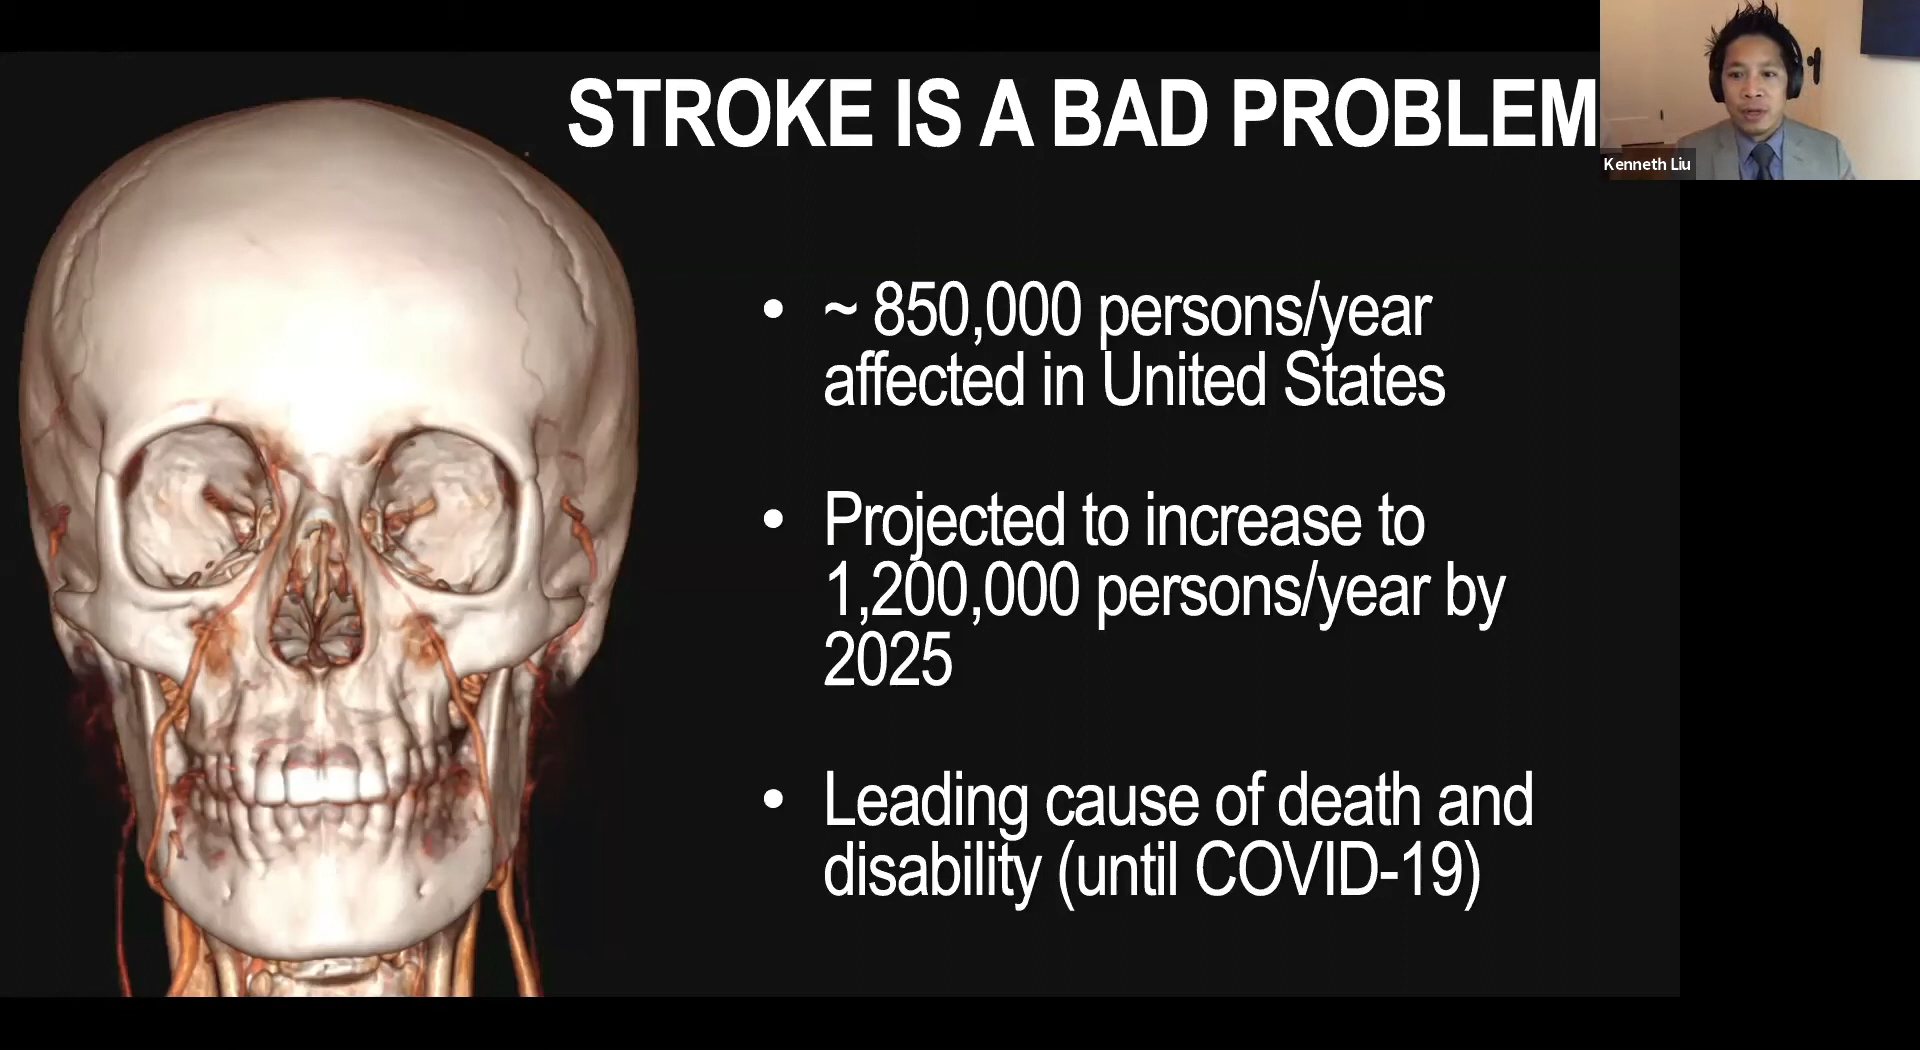 STROKE IS A BAD PROBLEM
Kenneth Liu
• ~ 850,000 persons/year
affected in United States
• Projected to increase to
1,200,000 persons/year by
2025
• Leading cause of death and
disability (until COVID-19)